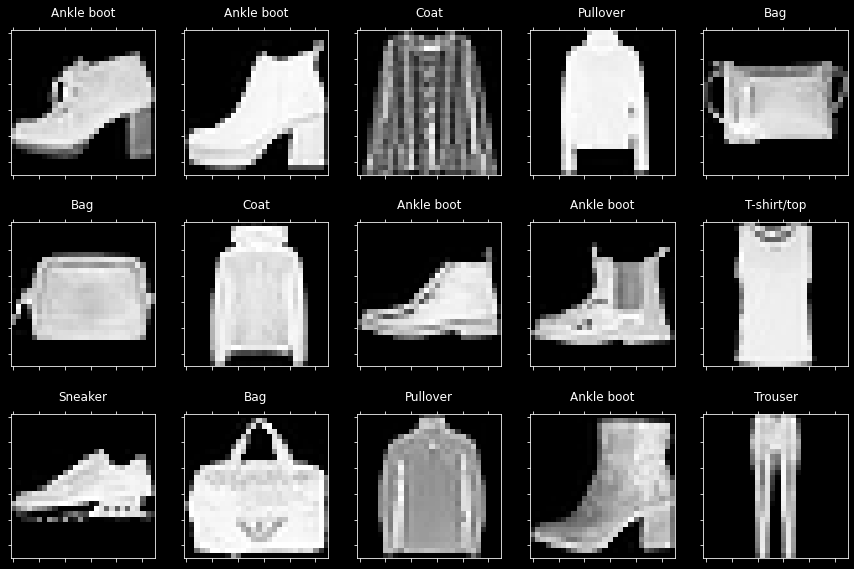 Ankle boot
Ankle boot
Coat
Pullover
Bag
Bag
Coat
Ankle boot
Ankle boot
T-shirt/top
Sneaker
Bag
Pullover
Ankle boot
Trouser